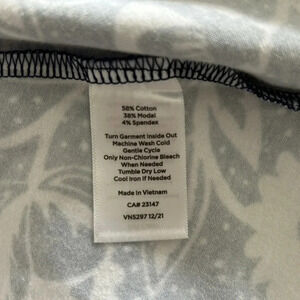 58% Cotton
38% Modal
4% Spandex
Turn Garment Inside Out
Machine Wash Cold
Gentle Cycle
Only Non-Chlorine Bleach
When Needed
Tumble Dry Low
Cool Iron if Needed
Made in Vietnam
CA# 23147
VN5297 12/21